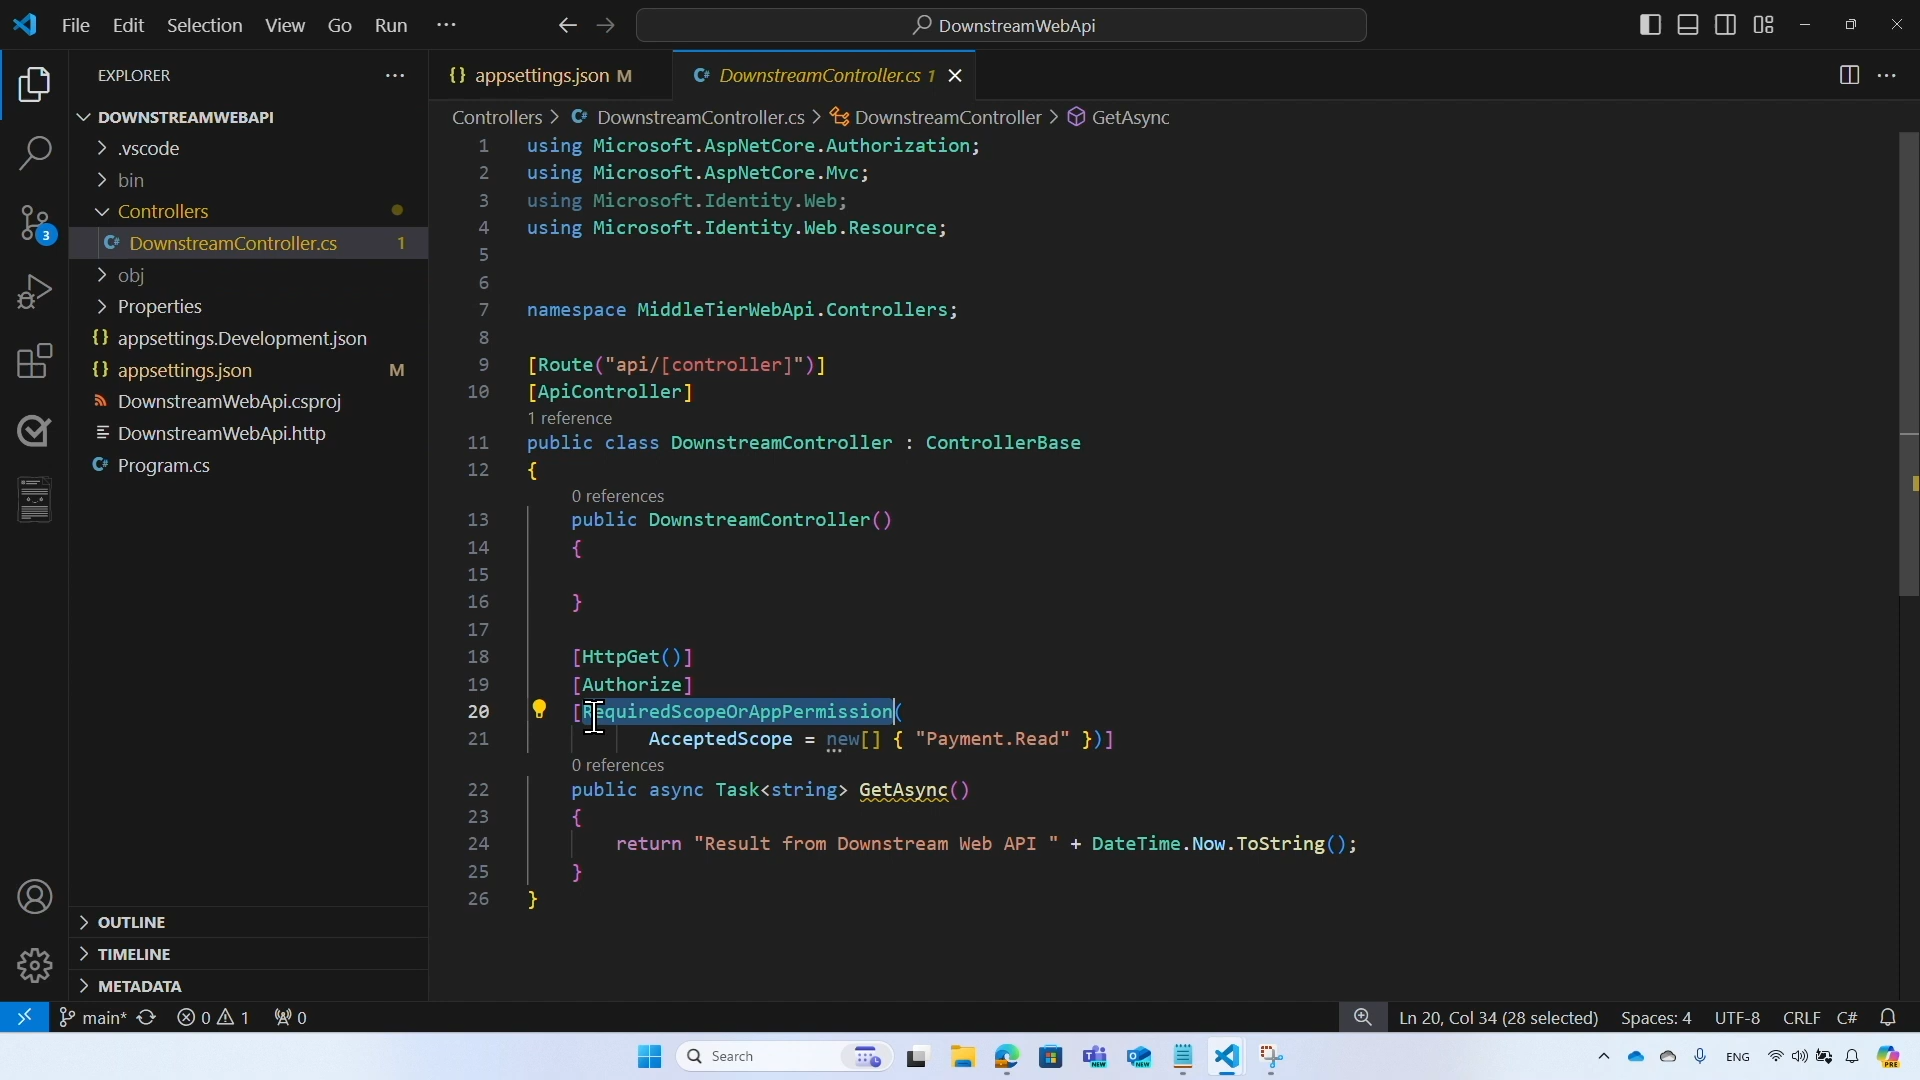 File Edit Selection View Go Run ···
DownstreamWebApi
EXPLORER
appsettings.json M
DownstreamController.cs 1
DOWNSTREAMWEBAPI
.vscode
bin
Controllers
DownstreamController.cs 1
obj
Properties
appsettings.Development.json
appsettings.json M
DownstreamWebApi.csproj
DownstreamWebApi.http
Program.cs
OUTLINE
TIMELINE
METADATA
3
Controllers > DownstreamController.cs > DownstreamController > GetAsync
1 using Microsoft.AspNetCore.Authorization;
2 using Microsoft.AspNetCore.Mvc;
3 using Microsoft.Identity.Web;
4 using Microsoft.Identity.Web.Resource;
5
6
7 namespace MiddleTierWebApi.Controllers;
8
9 [Route("api/[controller]")]
10 [ApiController]
1 reference
11 public class DownstreamController : ControllerBase
12 {
0 references
13 public DownstreamController()
14 {
15
16 }
17
18 [HttpGet()]
19 [Authorize]
20 [RequiredScopeOrAppPermission(
21 AcceptedScope = new[] { "Payment.Read" })]
0 references
22 public async Task<string> GetAsync()
23 {
24 return "Result from Downstream Web API " + DateTime.Now.ToString();
25 }
26 }
main* 0 1 0
Ln 20, Col 34 (28 selected) Spaces: 4 UTF-8 CRLF C#
Search
NEW
NEW
ENG
PRE